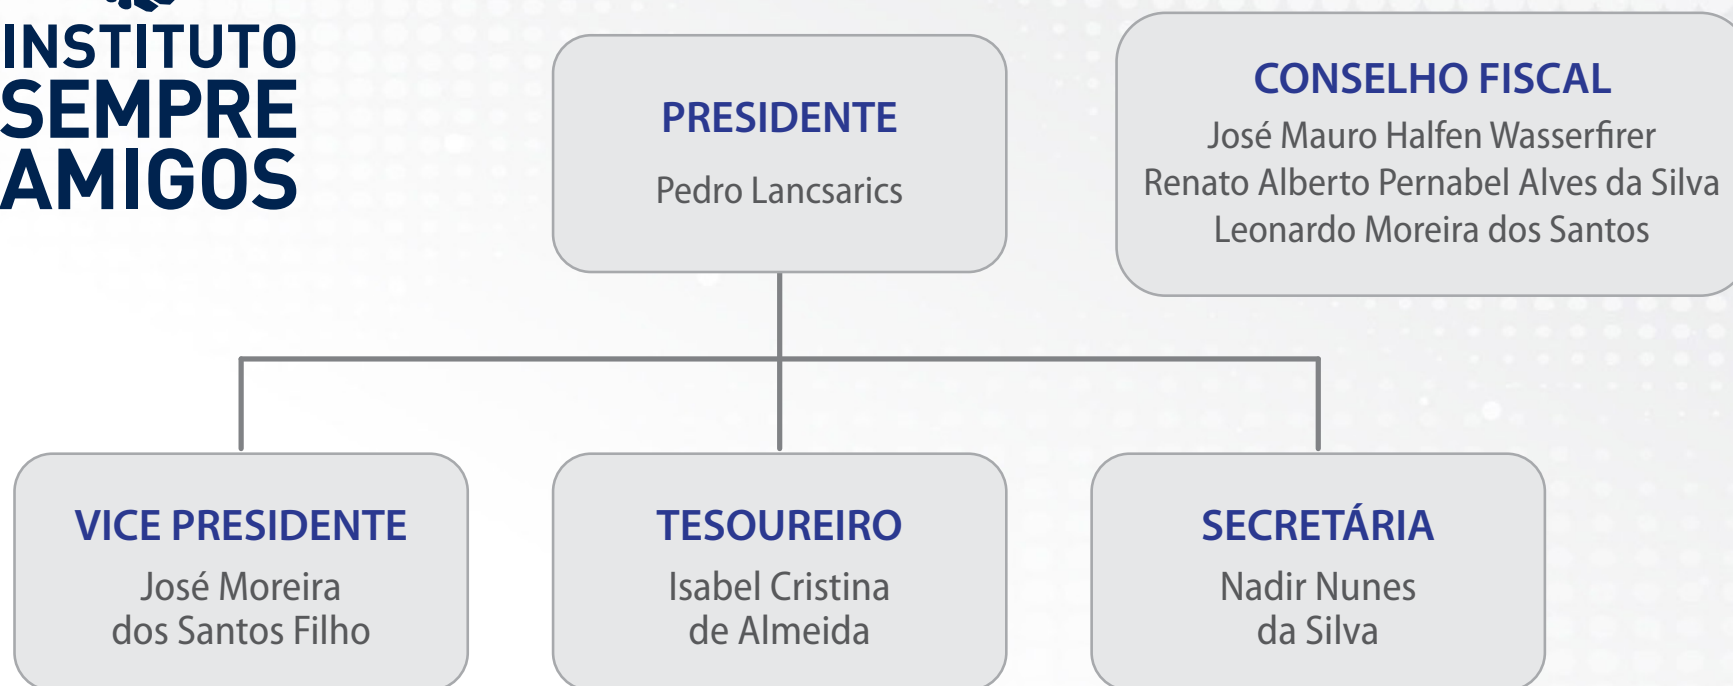 INSTITUTO
SEMPRE
AMIGOS
PRESIDENTE
Pedro Lancsarics
CONSELHO FISCAL
José Mauro Halfen Wasserfirer
Renato Alberto Pernabel Alves da Silva
Leonardo Moreira dos Santos
VICE PRESIDENTE
José Moreira
dos Santos Filho
TESOUREIRO
Isabel Cristina
de Almeida
SECRETÁRIA
Nadir Nunes
da Silva